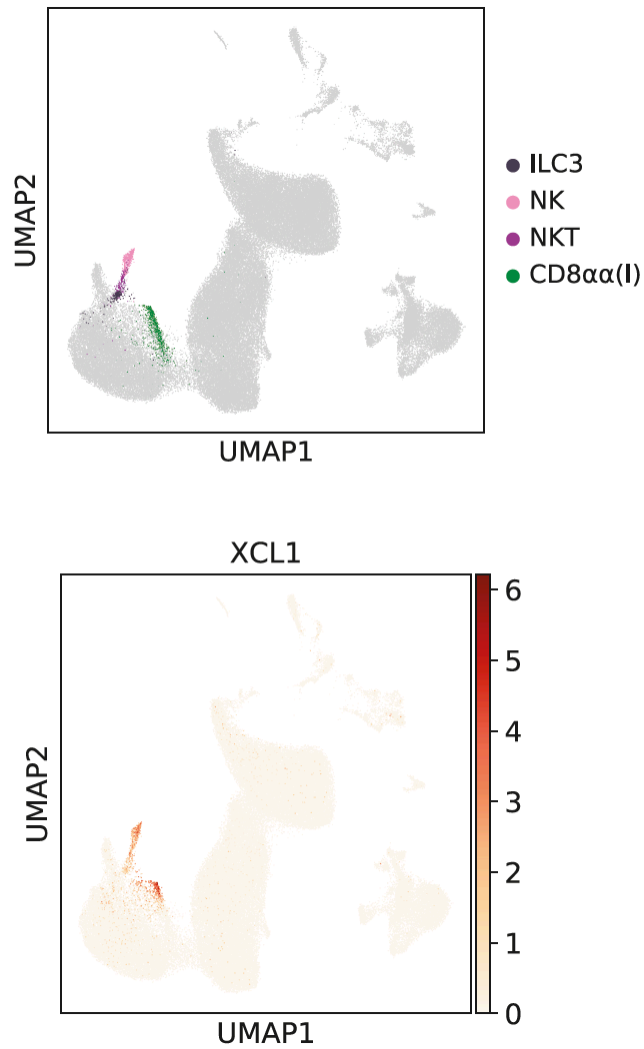 UMAP2
ILC3
NK
NKT
CD8αα(I)
UMAP1
XCL1
UMAP2
6
5
4
3
2
1
0
UMAP1